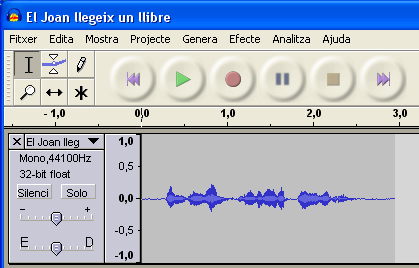 El Joan llegeix un llibre
Fitxer Edita Mostra Projecte Genera Efecte Analitza Ajuda
- 1,0 0,0 1,0 2,0 3,0
El Joan lleg
Mono,44100Hz
32-bit float
Silenci Solo
- +
E D
1,0
0,5
0,0
-0,5
-1,0